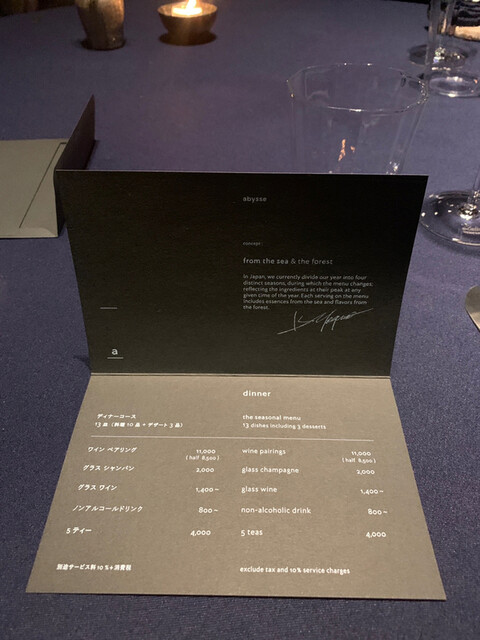 abysse
concept:
from the sea & the forest
In Japan, we currently divide our year into four
distinct seasons, during which the menu changes:
reflecting the ingredients at their peak at any
given time of the year. Each serving on the menu
includes essences from the sea and flavors from
the forest.
a
dinner
ディナーコース
the seasonal menu
13 品 (料理 10 品 + デザート 3 品)
13 dishes including 3 desserts
ワイン ペアリング 11,000 wine pairings 11,000
( half 8,500 ) ( half 8,500 )
グラス シャンパン 2,000 glass champagne 2,000
グラス ワイン 1,400~ glass wine 1,400~
ノンアルコールドリンク 800~ non-alcoholic drink 800~
5 ティー 4,000 5 teas 4,000
別途サービス料 10 %+消費税 exclude tax and 10% service charges